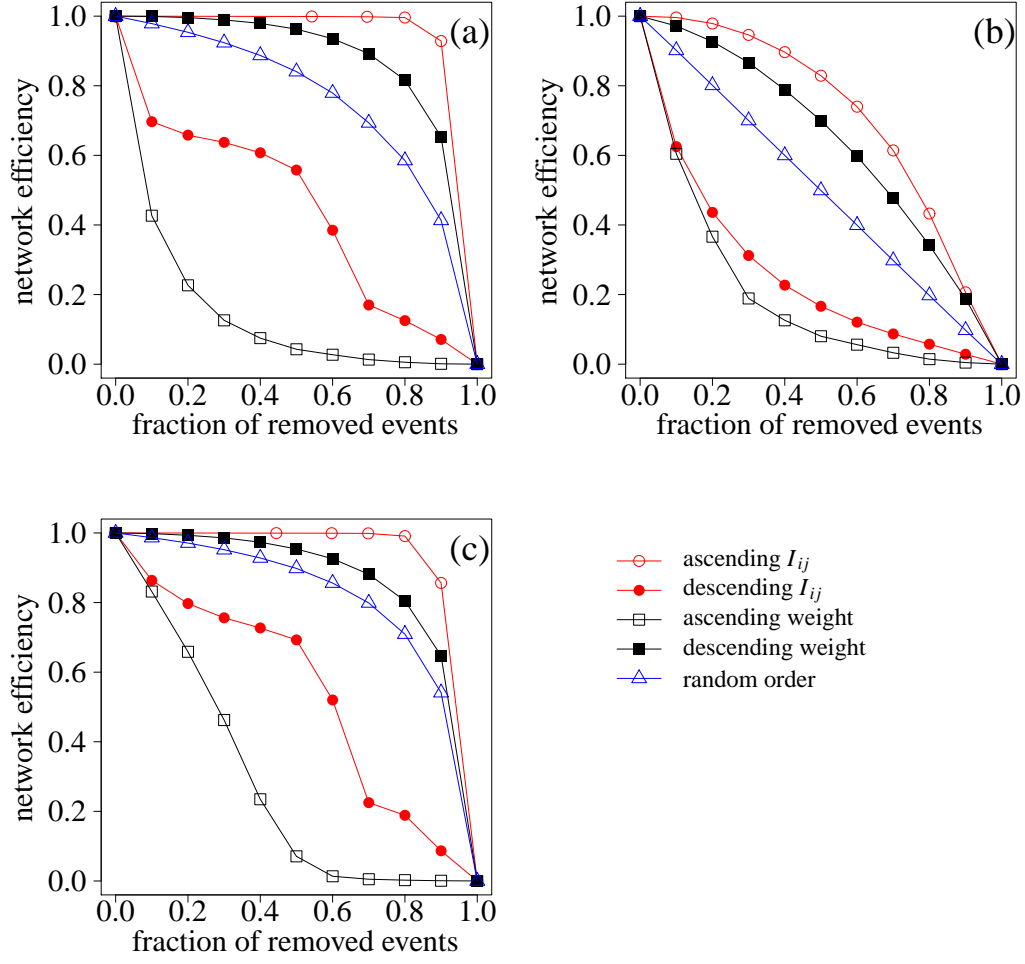 (a)
network efficiency
1.0
0.8
0.6
0.4
0.2
0.0
0.0 0.2 0.4 0.6 0.8 1.0
fraction of removed events
(b)
network efficiency
1.0
0.8
0.6
0.4
0.2
0.0
0.0 0.2 0.4 0.6 0.8 1.0
fraction of removed events
(c)
network efficiency
1.0
0.8
0.6
0.4
0.2
0.0
0.0 0.2 0.4 0.6 0.8 1.0
fraction of removed events
ascending I_{ij}
descending I_{ij}
ascending weight
descending weight
random order